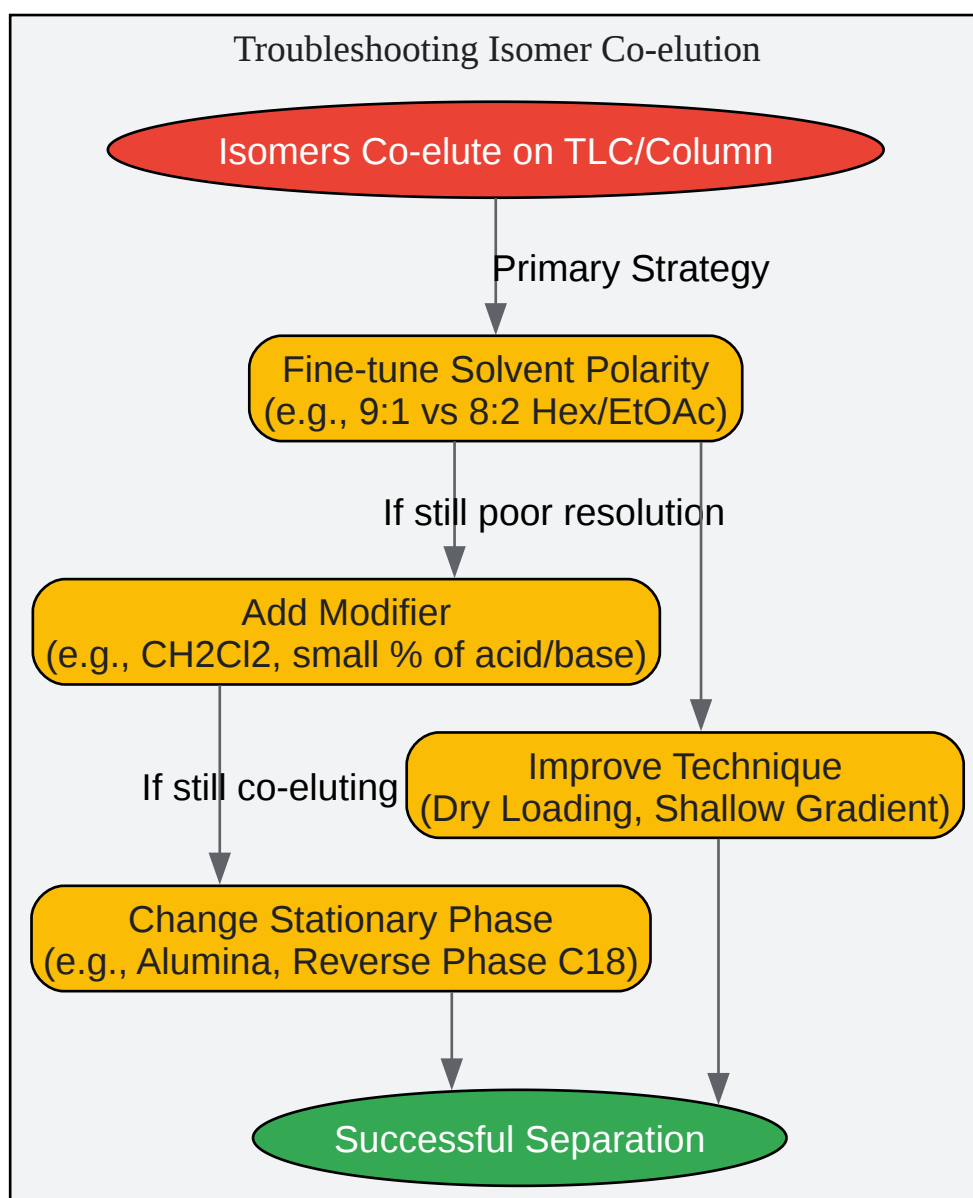 Troubleshooting Isomer Co-elution
Isomers Co-elute on TLC/Column
Primary Strategy
Fine-tune Solvent Polarity
(e.g., 9:1 vs 8:2 Hex/EtOAc)
If still poor resolution
Add Modifier
(e.g., CH2Cl2, small % of acid/base)
Improve Technique
(Dry Loading, Shallow Gradient)
If still co-eluting
Change Stationary Phase
(e.g., Alumina, Reverse Phase C18)
Successful Separation